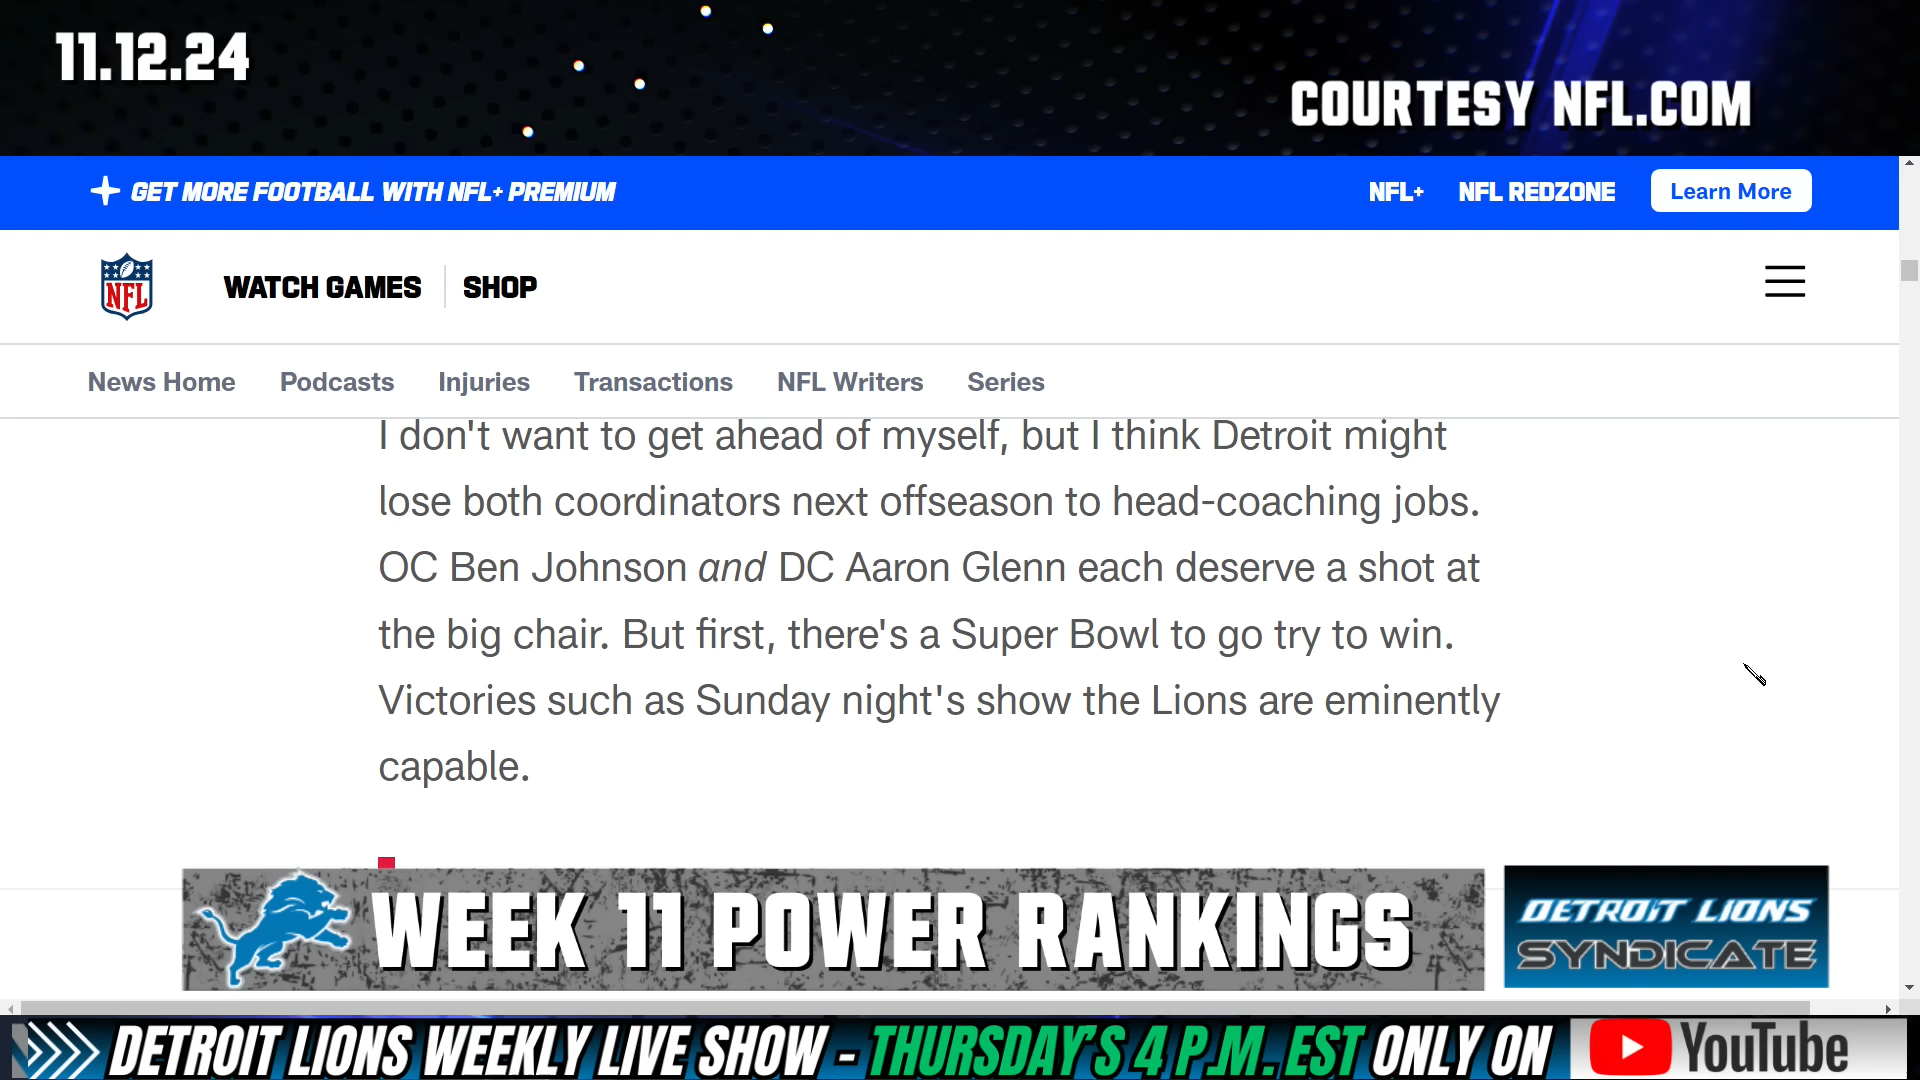 11.12.24
COURTESY NFL.COM
GET MORE FOOTBALL WITH NFL+ PREMIUM
NFL+
NFL REDZONE
Learn More
NFL
WATCH GAMES
SHOP
News Home
Podcasts
Injuries
Transactions
NFL Writers
Series
I don't want to get ahead of myself, but I think Detroit might
lose both coordinators next offseason to head-coaching jobs.
OC Ben Johnson and DC Aaron Glenn each deserve a shot at
the big chair. But first, there's a Super Bowl to go try to win.
Victories such as Sunday night's show the Lions are eminently
capable.
WEEK 11 POWER RANKINGS
DETROIT LIONS
SYNDICATE
DETROIT LIONS WEEKLY LIVE SHOW - THURSDAY'S 4 P.M. EST ONLY ON
YouTube